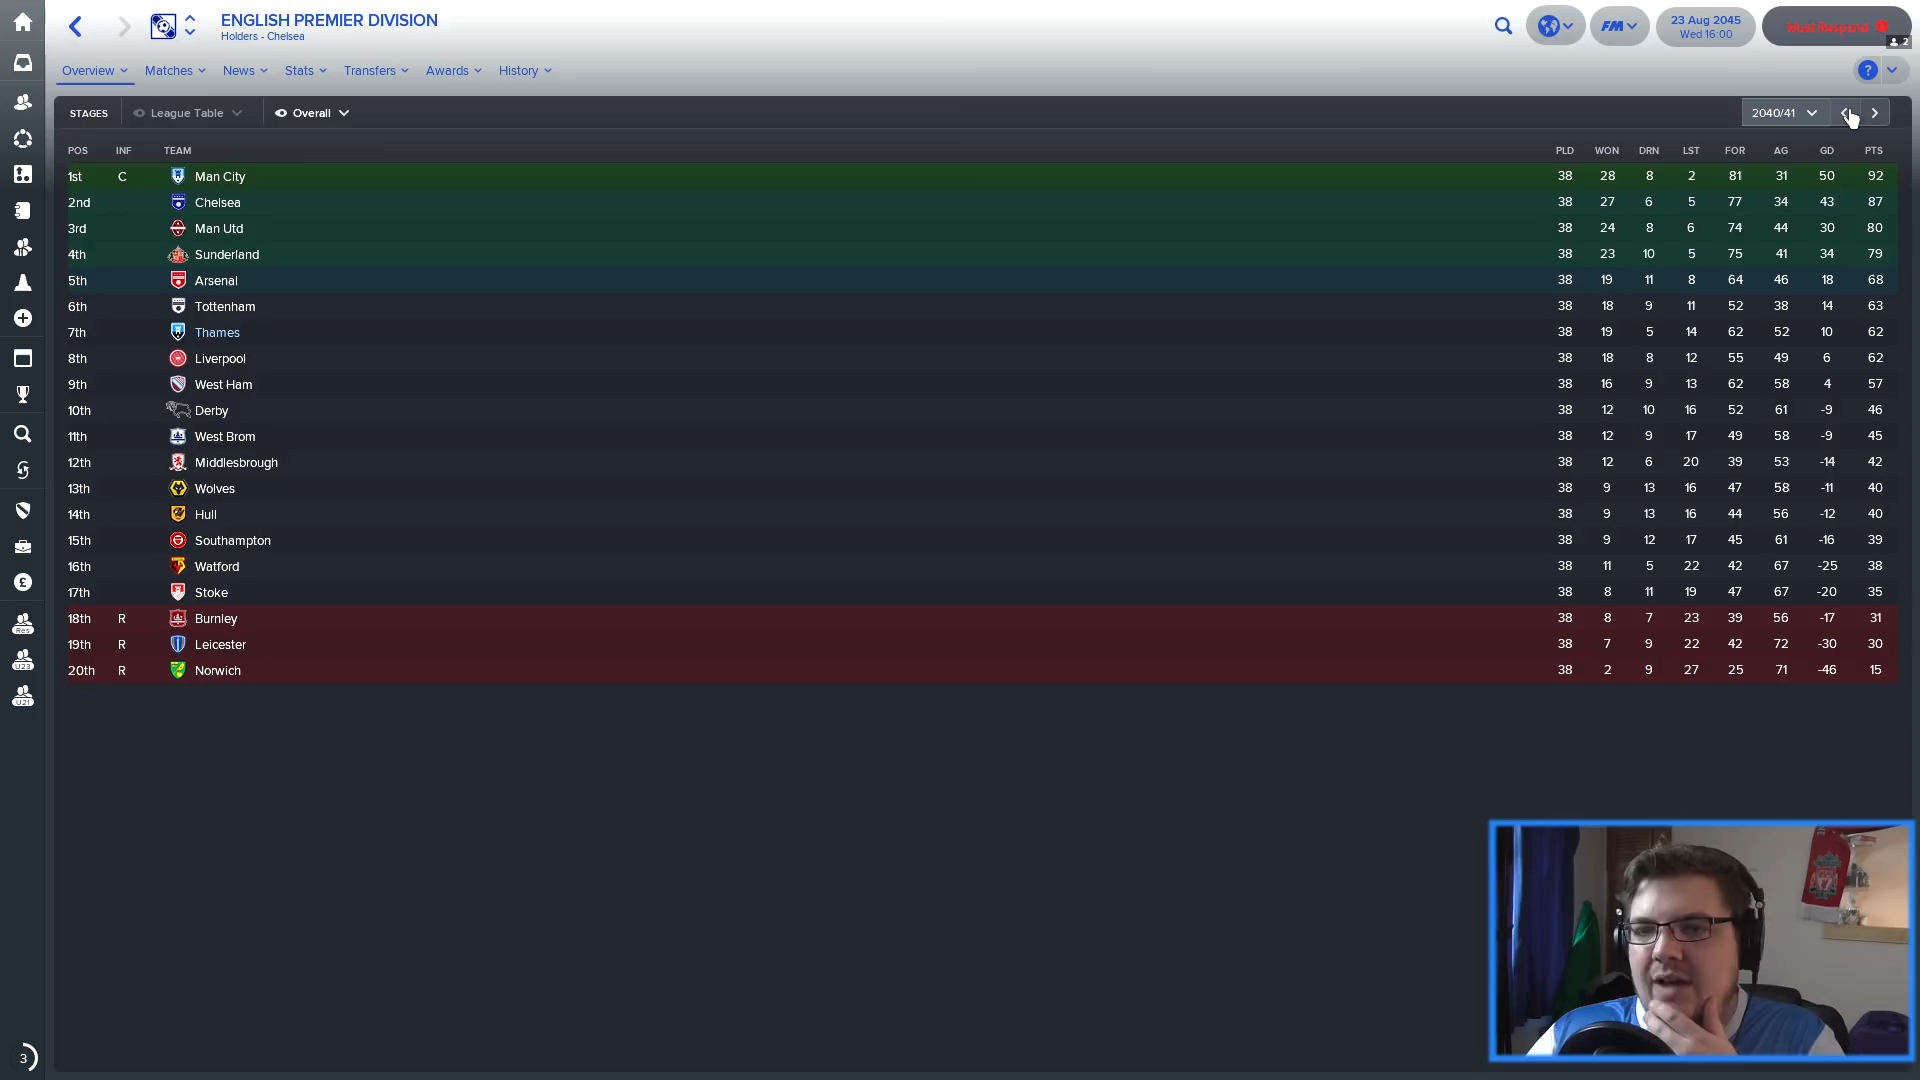 ENGLISH PREMIER DIVISION
Holders - Chelsea
FM
23 Aug 2045
Wed 16:00
Must Respond
2
Overview Matches News Stats Transfers Awards History
?
STAGES League Table Overall 2040/41
POS INF TEAM PLD WON DRN LST FOR AG GD PTS
1st C Man City 38 28 8 2 81 31 50 92
2nd Chelsea 38 27 6 5 77 34 43 87
3rd Man Utd 38 24 8 6 74 44 30 80
4th Sunderland 38 23 10 5 75 41 34 79
5th Arsenal 38 19 11 8 64 46 18 68
6th Tottenham 38 18 9 11 52 38 14 63
7th Thames 38 19 5 14 62 52 10 62
8th Liverpool 38 18 8 12 55 49 6 62
9th West Ham 38 16 9 13 62 58 4 57
10th Derby 38 12 10 16 52 61 -9 46
11th West Brom 38 12 9 17 49 58 -9 45
12th Middlesbrough 38 12 6 20 39 53 -14 42
13th Wolves 38 9 13 16 47 58 -11 40
14th Hull 38 9 13 16 44 56 -12 40
15th Southampton 38 9 12 17 45 61 -16 39
16th Watford 38 11 5 22 42 67 -25 38
17th Stoke 38 8 11 19 47 67 -20 35
18th R Burnley 38 8 7 23 39 56 -17 31
19th R Leicester 38 7 9 22 42 72 -30 30
20th R Norwich 38 2 9 27 25 71 -46 15
£
Res
U23
U21
3